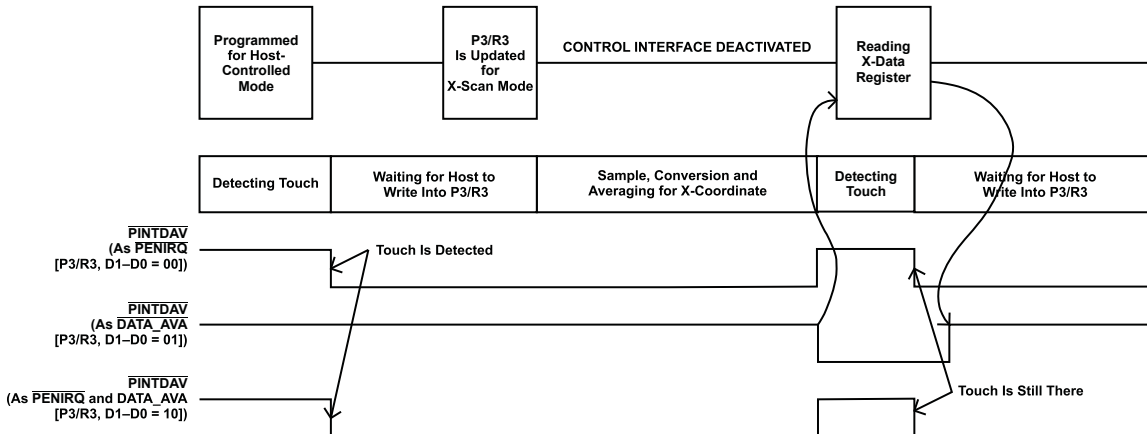 Programmed
for Host-
Controlled
Mode
P3/R3
Is Updated
for
X-Scan Mode
CONTROL INTERFACE DEACTIVATED
Reading
X-Data
Register
Detecting Touch
Waiting for Host to
Write Into P3/R3
Sample, Conversion and
Averaging for X-Coordinate
Detecting
Touch
Waiting for Host to
Write Into P3/R3
PINTDAV
(As PENIRQ
[P3/R3, D1–D0 = 00])
Touch Is Detected
PINTDAV
(As DATA_AVA
[P3/R3, D1–D0 = 01])
PINTDAV
(As PENIRQ and DATA_AVA
[P3/R3, D1–D0 = 10])
Touch Is Still There